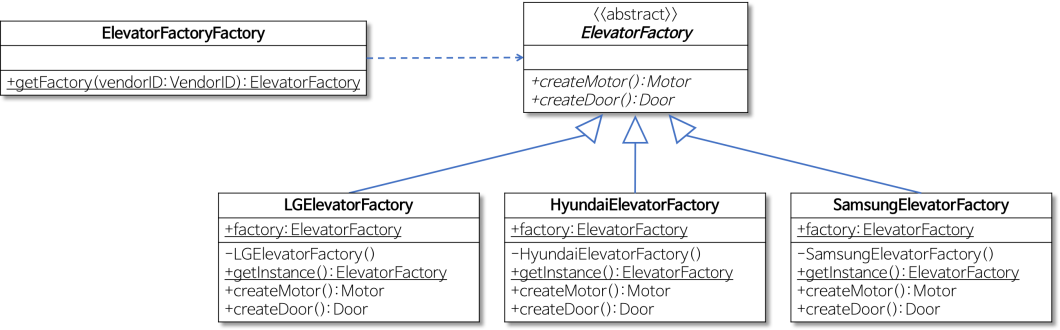 ElevatorFactoryFactory
+getFactory(vendorID: VendorID): ElevatorFactory
《abstract》
ElevatorFactory
+createMotor(): Motor
+createDoor(): Door
LGElevatorFactory
+factory: ElevatorFactory
-LGElevatorFactory()
+getInstance(): ElevatorFactory
+createMotor(): Motor
+createDoor(): Door
HyundaiElevatorFactory
+factory: ElevatorFactory
-HyundaiElevatorFactory()
+getInstance(): ElevatorFactory
+createMotor(): Motor
+createDoor(): Door
SamsungElevatorFactory
+factory: ElevatorFactory
-SamsungElevatorFactory()
+getInstance(): ElevatorFactory
+createMotor(): Motor
+createDoor(): Door